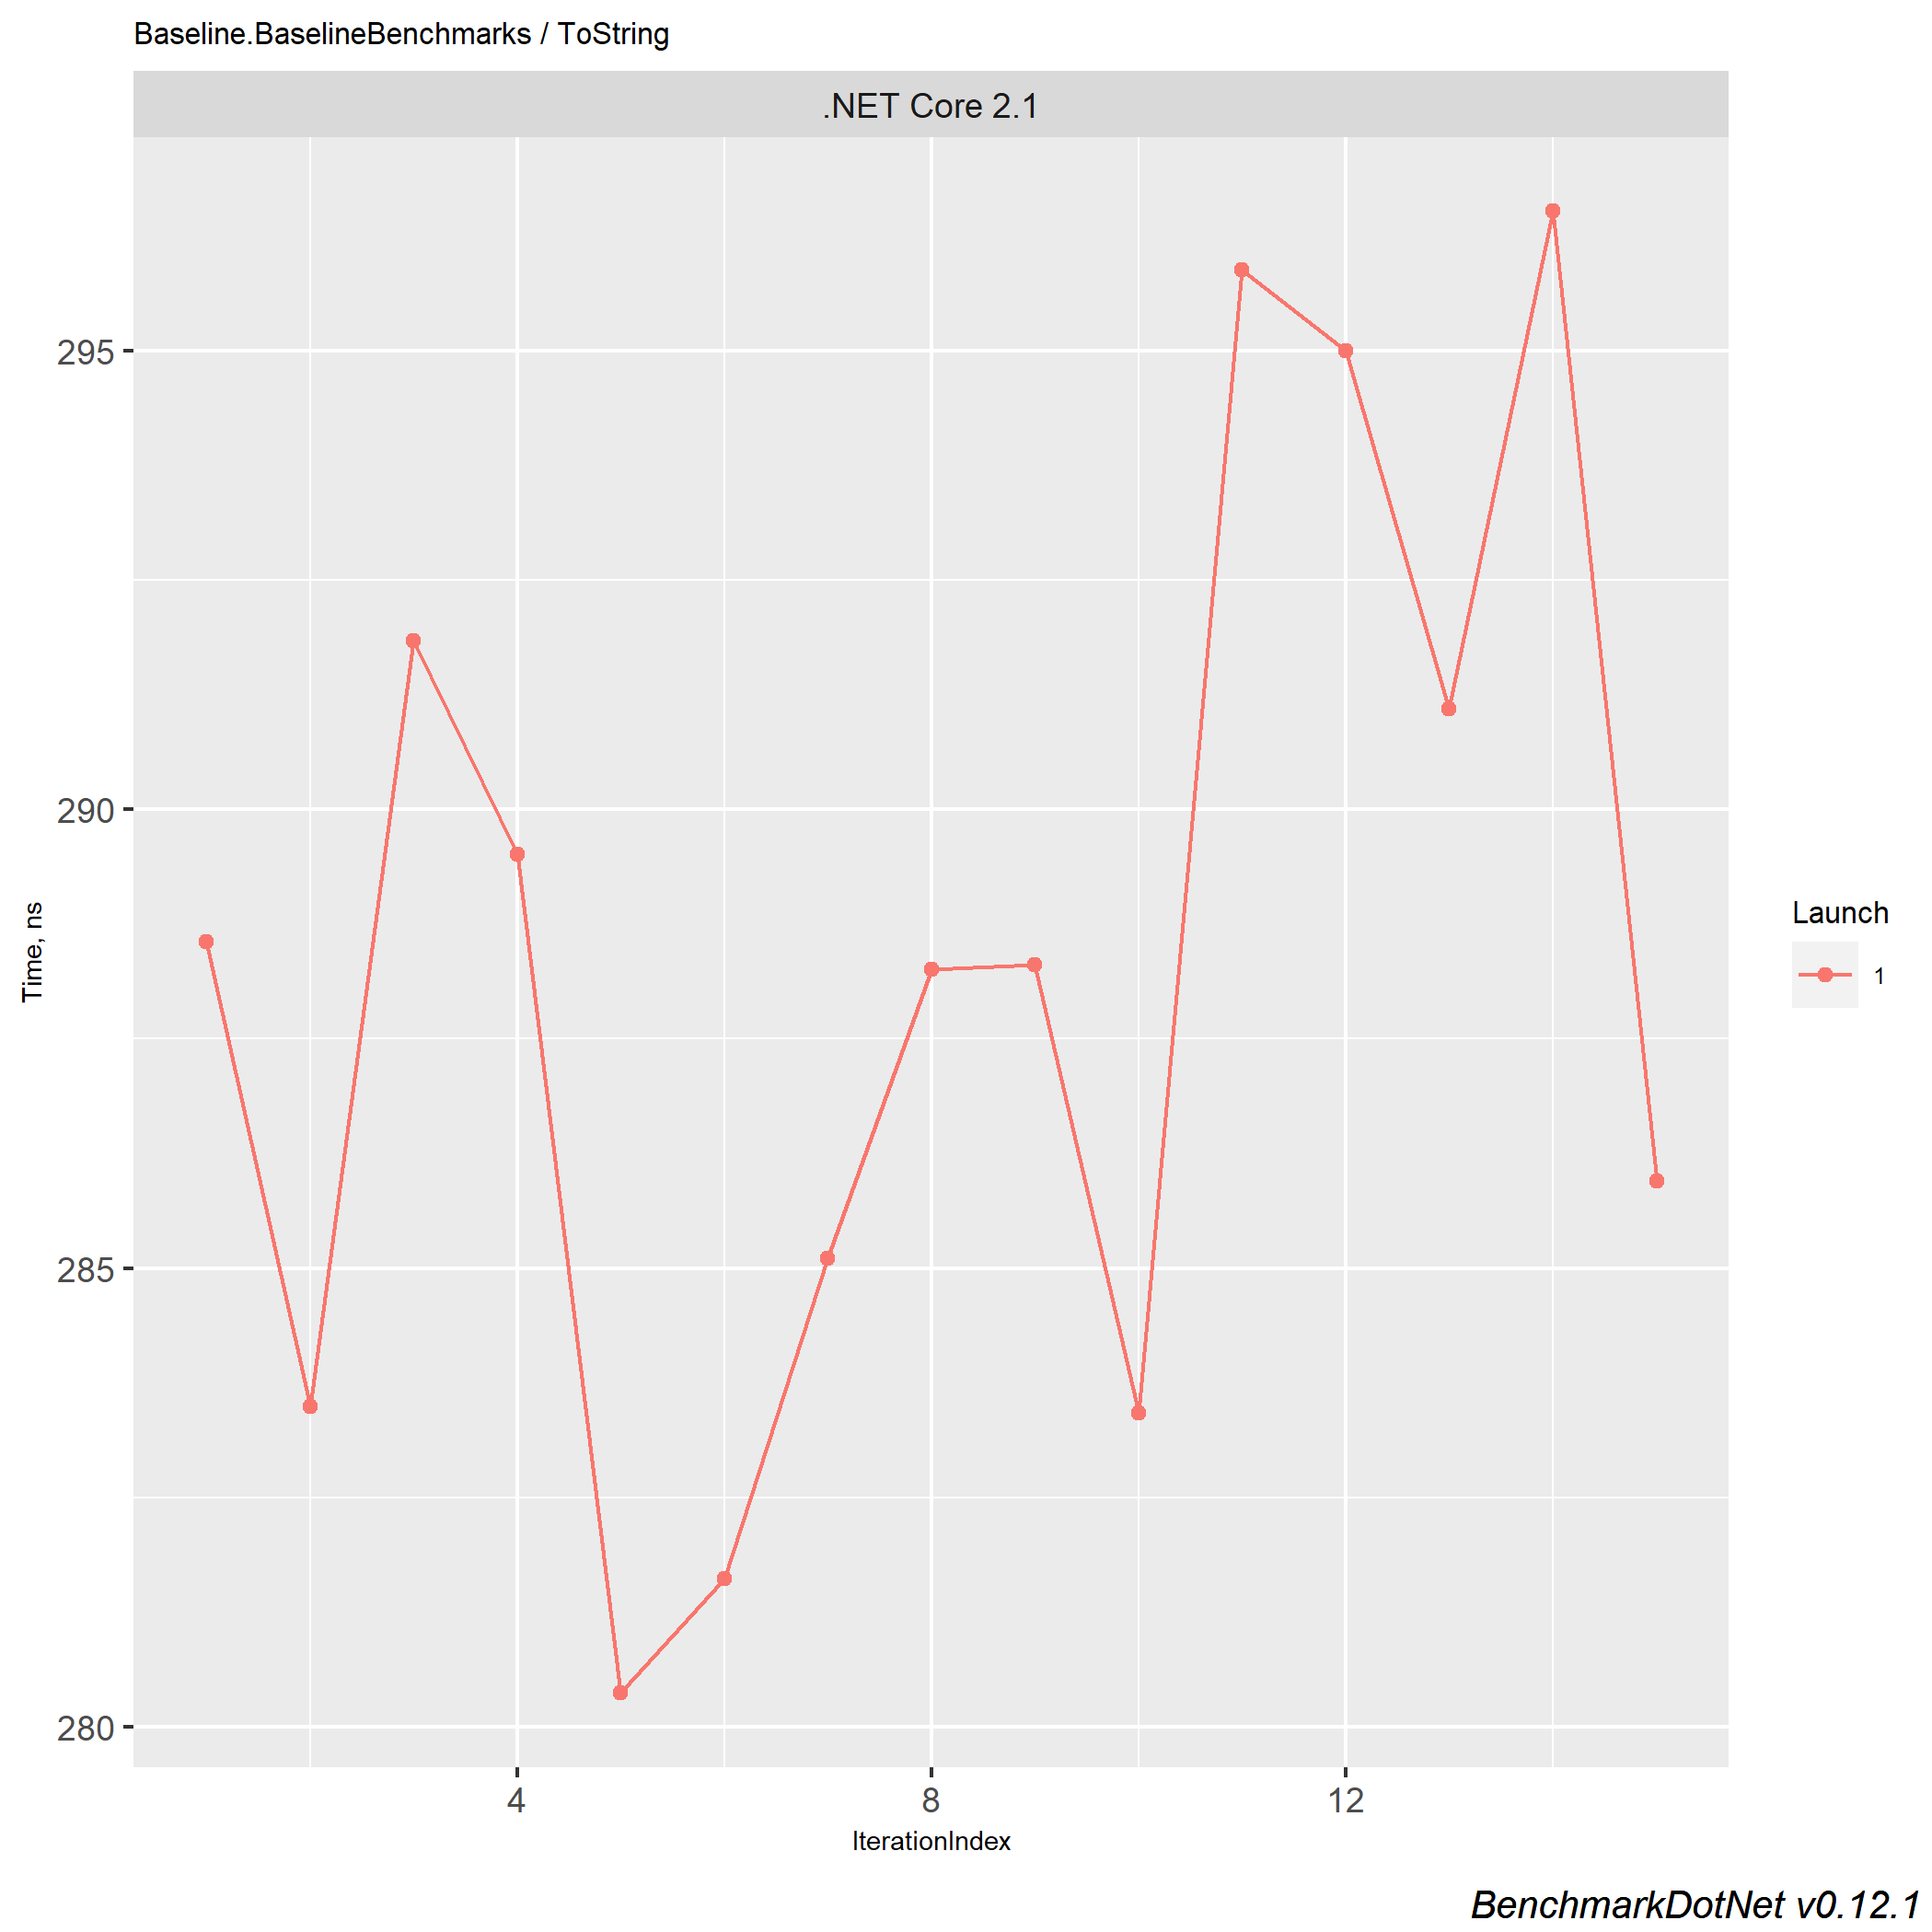 Baseline.BaselineBenchmarks / ToString
.NET Core 2.1
295
290
285
280
Time, ns
4 8 12
IterationIndex
Launch
1
BenchmarkDotNet v0.12.1